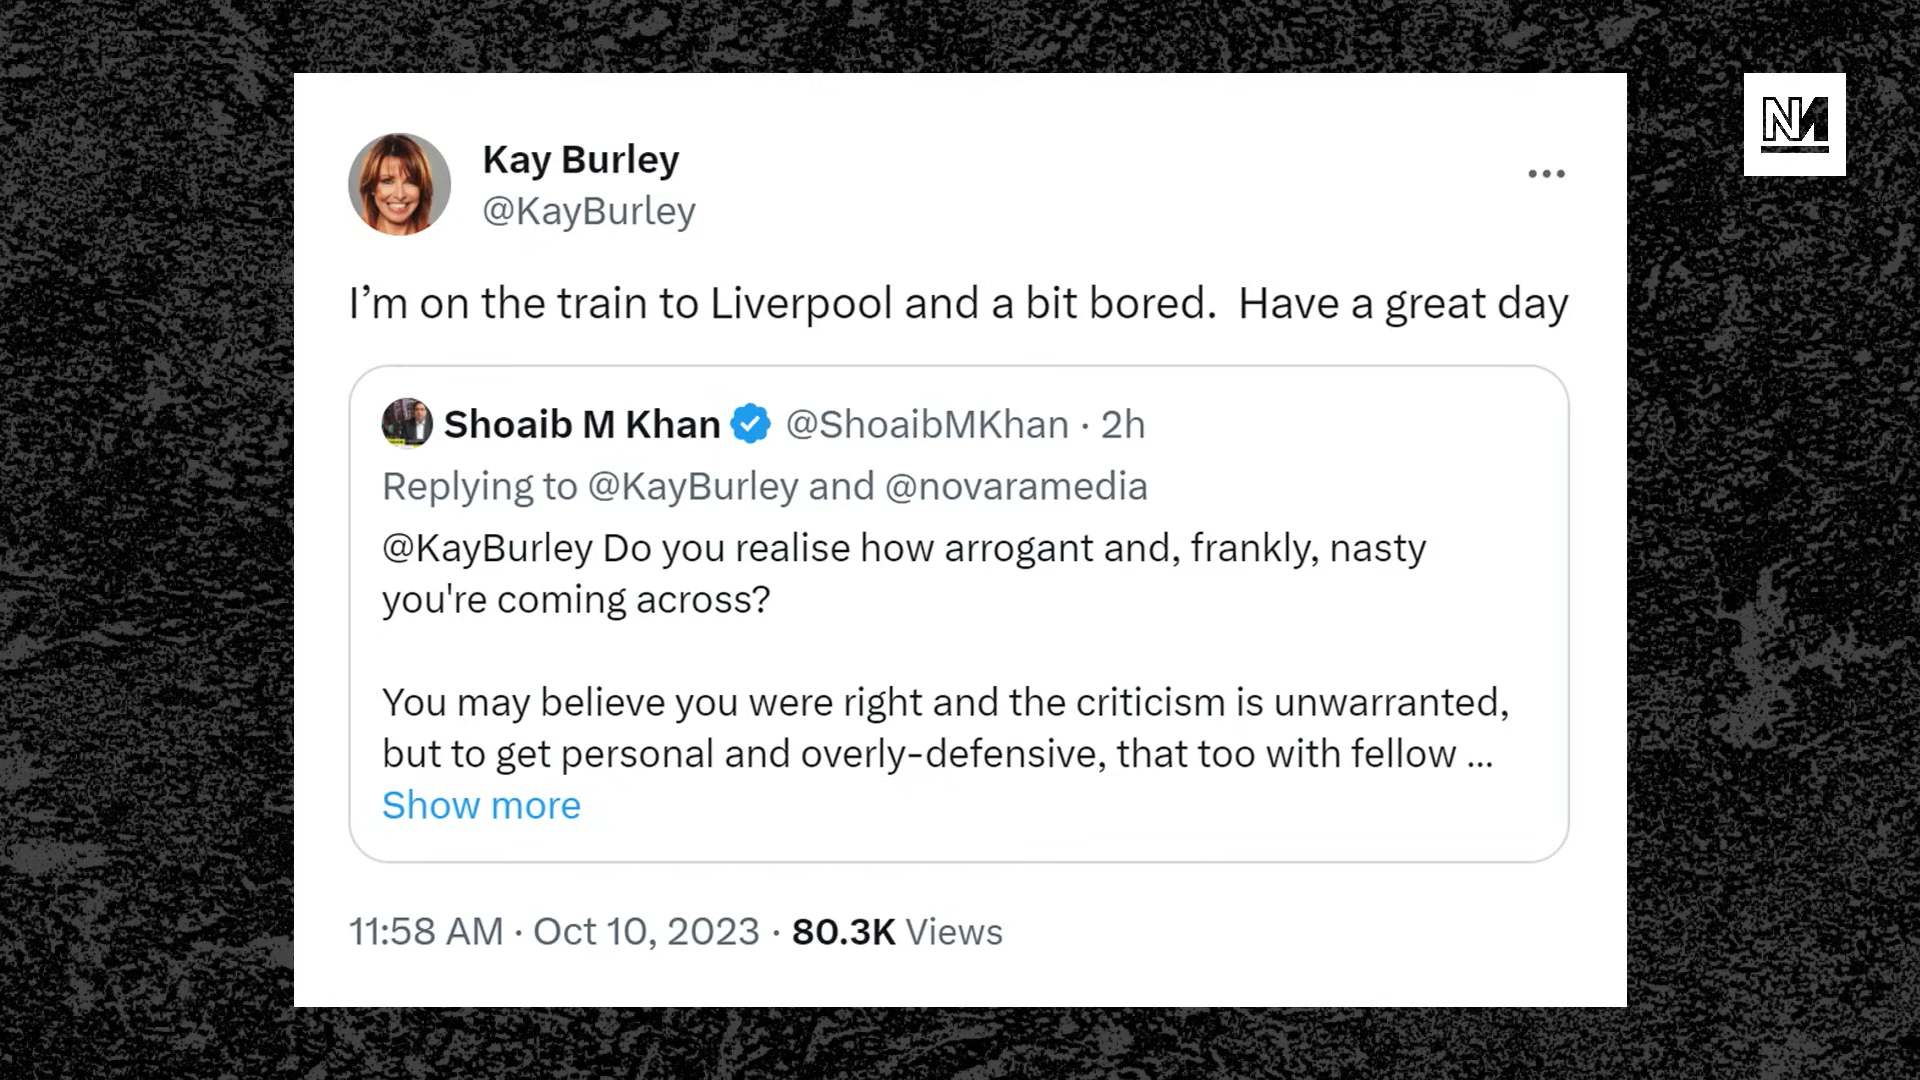 NM
Kay Burley
@KayBurley
I’m on the train to Liverpool and a bit bored.  Have a great day
Shoaib M Khan @ShoaibMKhan · 2h
Replying to @KayBurley and @novaramedia
@KayBurley Do you realise how arrogant and, frankly, nasty
you're coming across?
You may believe you were right and the criticism is unwarranted,
but to get personal and overly-defensive, that too with fellow ...
Show more
11:58 AM · Oct 10, 2023 · 80.3K Views